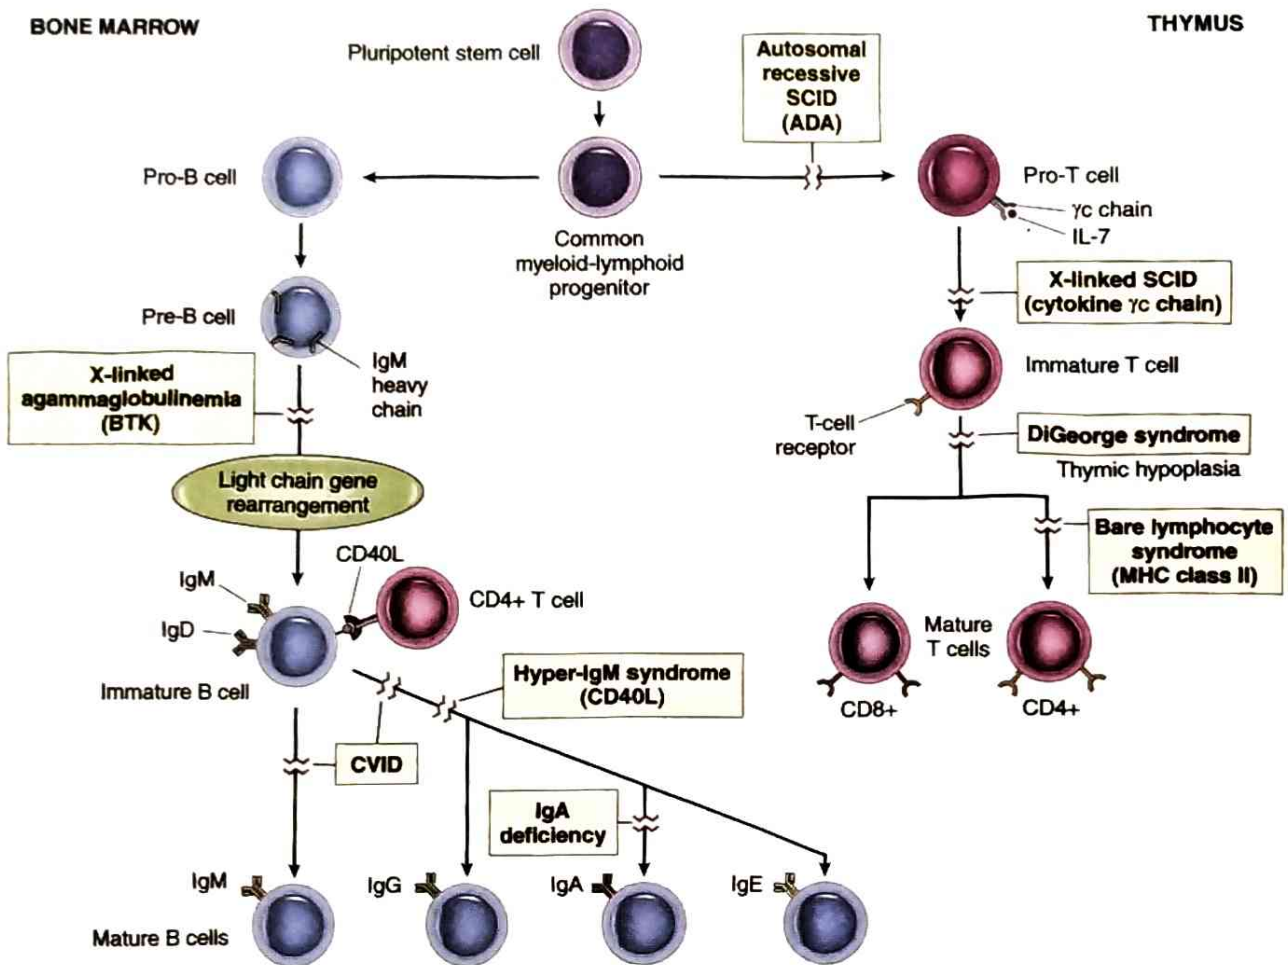 BONE MARROW
THYMUS
Pluripotent stem cell
Autosomal
recessive
SCID
(ADA)
Pro-B cell
Common
myeloid-lymphoid
progenitor
Pro-T cell
γc chain
IL-7
X-linked SCID
(cytokine γc chain)
Pre-B cell
IgM
heavy
chain
X-linked
agammaglobulinemia
(BTK)
Immature T cell
T-cell
receptor
DiGeorge syndrome
Thymic hypoplasia
Light chain gene
rearrangement
Bare lymphocyte
syndrome
(MHC class II)
CD40L
IgM
IgD
CD4+ T cell
Immature B cell
Mature
T cells
CD8+
CD4+
Hyper-IgM syndrome
(CD40L)
CVID
IgA
deficiency
IgM
IgG
IgA
IgE
Mature B cells